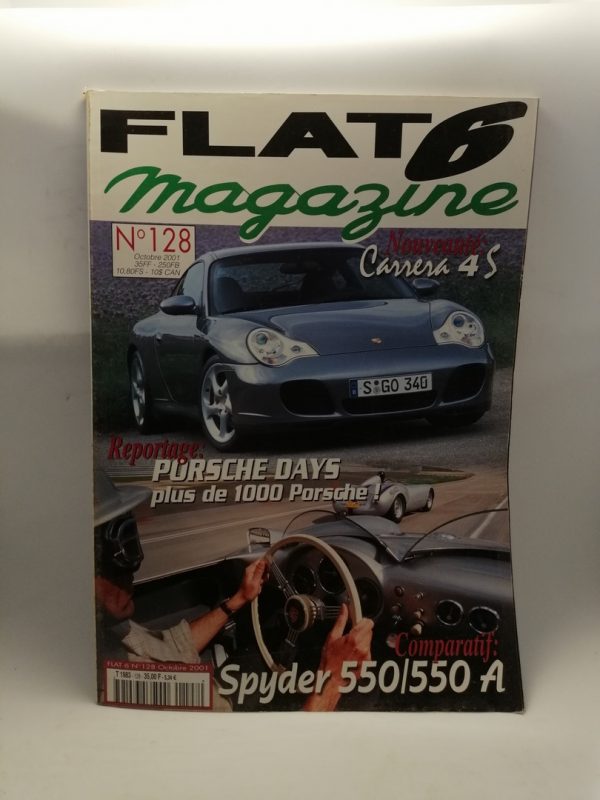 FLAT6
magazine
N°128
Octobre 2001
35FF - 250FB
10,80FS - 10$ CAN
Nouveauté:
Carrera 4S
S GO 340
Reportage:
PORSCHE DAYS
plus de 1000 Porsche !
Comparatif:
Spyder 550/550 A
FLAT 6 N°128 Octobre 2001
35,00 F